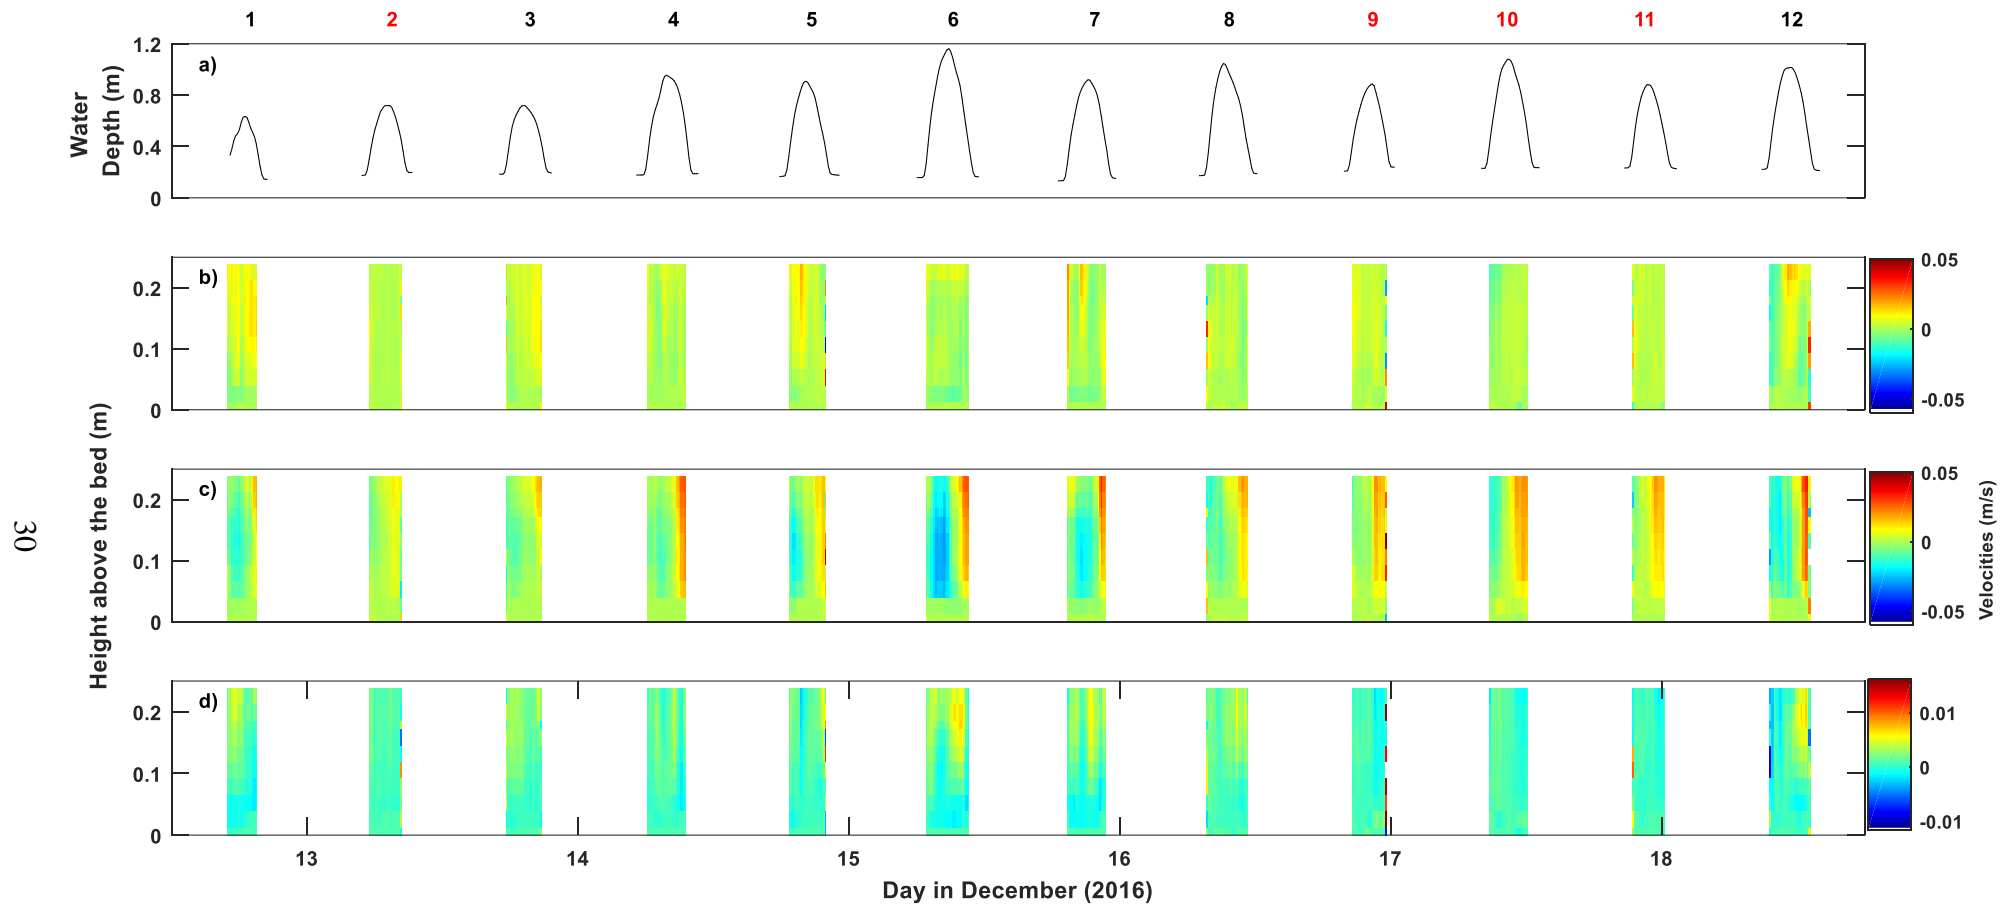 1 2 3 4 5 6 7 8 9 10 11 12
a)
1.2
0.8
0.4
0
Water
Depth (m)
b)
0.2
0.1
0
0.05
0
-0.05
c)
0.2
0.1
0
0.05
0
-0.05
Velocities (m/s)
Height above the bed (m)
30
d)
0.2
0.1
0
0.01
0
-0.01
13 14 15 16 17 18
Day in December (2016)